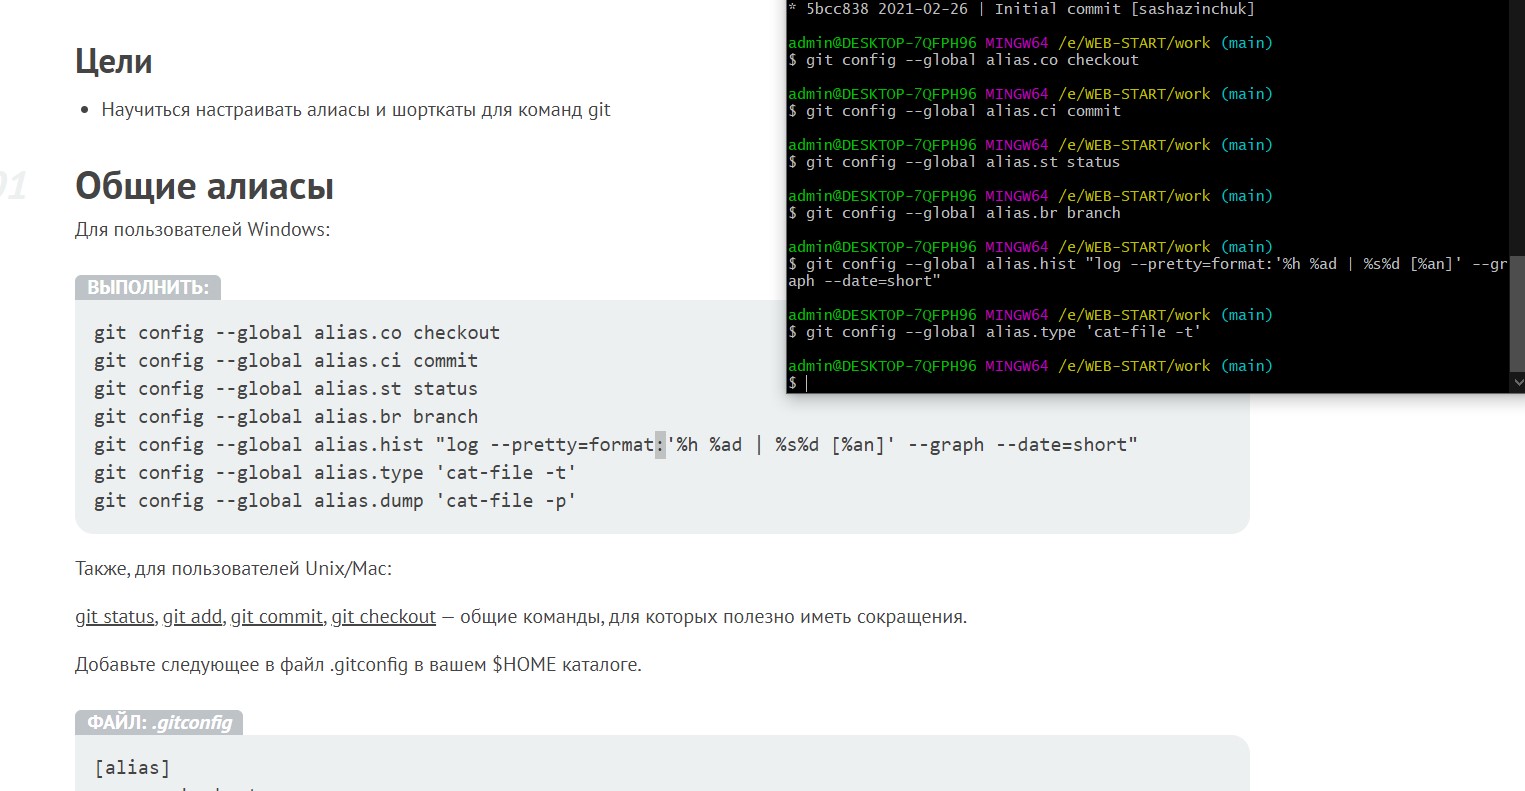 Цели
• Научиться настраивать алиасы и шорткаты для команд git
01
Общие алиасы
Для пользователей Windows:
ВЫПОЛНИТЬ:
git config --global alias.co checkout
git config --global alias.ci commit
git config --global alias.st status
git config --global alias.br branch
git config --global alias.hist "log --pretty=format:'%h %ad | %s%d [%an]' --graph --date=short"
git config --global alias.type 'cat-file -t'
git config --global alias.dump 'cat-file -p'
Также, для пользователей Unix/Mac:
git status, git add, git commit, git checkout — общие команды, для которых полезно иметь сокращения.
Добавьте следующее в файл .gitconfig в вашем $HOME каталоге.
ФАЙЛ: .gitconfig
[alias]
* 5bcc838 2021-02-26 | Initial commit [sashazinchuk]
admin@DESKTOP-7QFPH96 MINGW64 /e/WEB-START/work (main)
$ git config --global alias.co checkout
admin@DESKTOP-7QFPH96 MINGW64 /e/WEB-START/work (main)
$ git config --global alias.ci commit
admin@DESKTOP-7QFPH96 MINGW64 /e/WEB-START/work (main)
$ git config --global alias.st status
admin@DESKTOP-7QFPH96 MINGW64 /e/WEB-START/work (main)
$ git config --global alias.br branch
admin@DESKTOP-7QFPH96 MINGW64 /e/WEB-START/work (main)
$ git config --global alias.hist "log --pretty=format:'%h %ad | %s%d [%an]' --gr
aph --date=short"
admin@DESKTOP-7QFPH96 MINGW64 /e/WEB-START/work (main)
$ git config --global alias.type 'cat-file -t'
admin@DESKTOP-7QFPH96 MINGW64 /e/WEB-START/work (main)
$